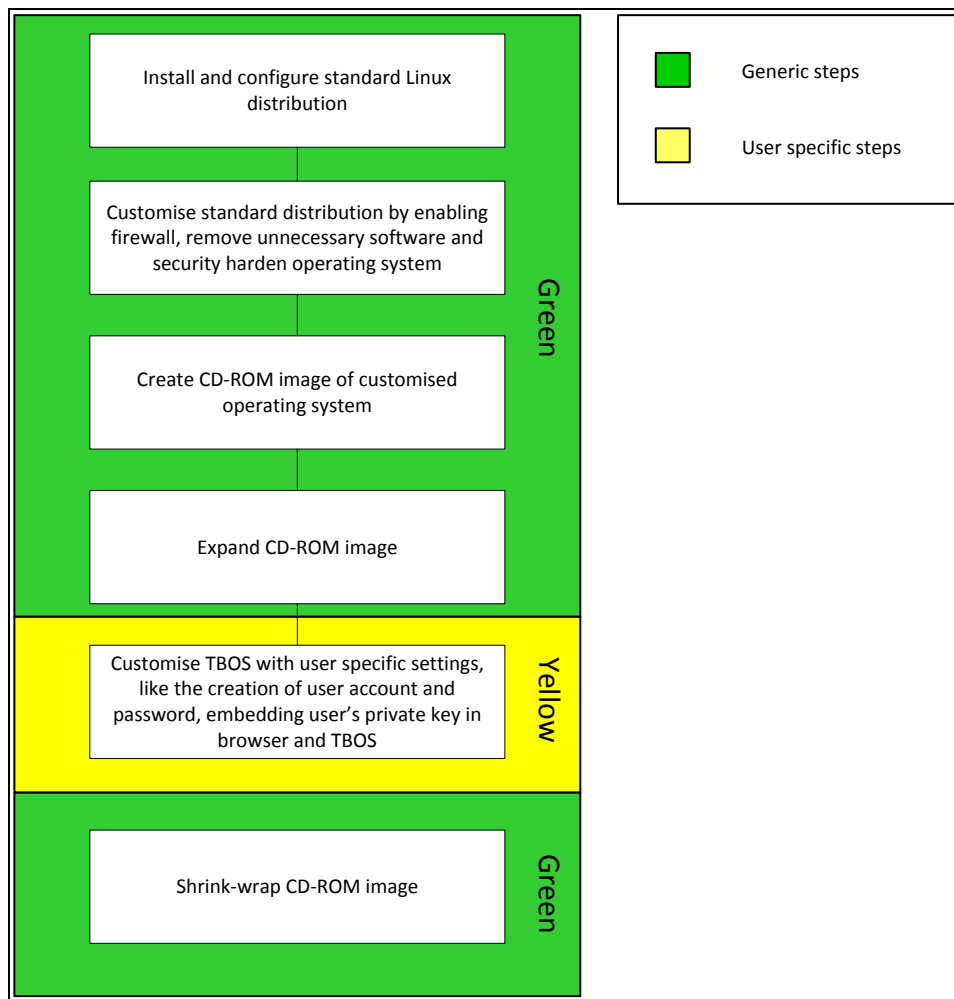 Install and configure standard Linux
distribution
Customise standard distribution by enabling
firewall, remove unnecessary software and
security harden operating system
Create CD-ROM image of customised
operating system
Expand CD-ROM image
Green
Customise TBOS with user specific settings,
like the creation of user account and
password, embedding user’s private key in
browser and TBOS
Yellow
Shrink-wrap CD-ROM image
Green
Generic steps
User specific steps